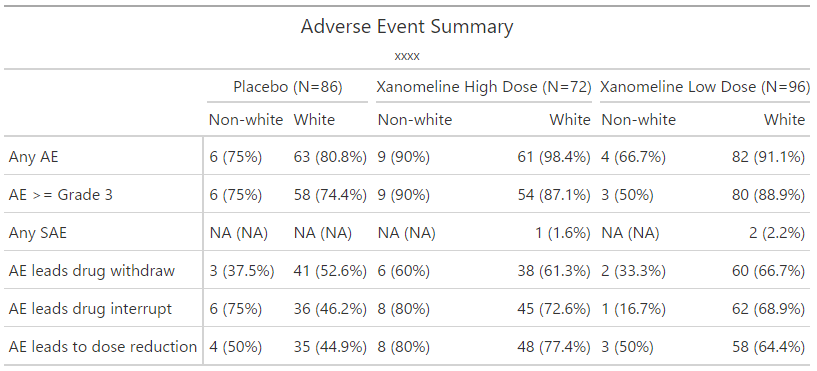 Adverse Event Summary
xxxx
Placebo (N=86) Xanomeline High Dose (N=72) Xanomeline Low Dose (N=96)
Non-white White Non-white White Non-white White
Any AE 6 (75%) 63 (80.8%) 9 (90%) 61 (98.4%) 4 (66.7%) 82 (91.1%)
AE >= Grade 3 6 (75%) 58 (74.4%) 9 (90%) 54 (87.1%) 3 (50%) 80 (88.9%)
Any SAE NA (NA) NA (NA) NA (NA) 1 (1.6%) NA (NA) 2 (2.2%)
AE leads drug withdraw 3 (37.5%) 41 (52.6%) 6 (60%) 38 (61.3%) 2 (33.3%) 60 (66.7%)
AE leads drug interrupt 6 (75%) 36 (46.2%) 8 (80%) 45 (72.6%) 1 (16.7%) 62 (68.9%)
AE leads to dose reduction 4 (50%) 35 (44.9%) 8 (80%) 48 (77.4%) 3 (50%) 58 (64.4%)